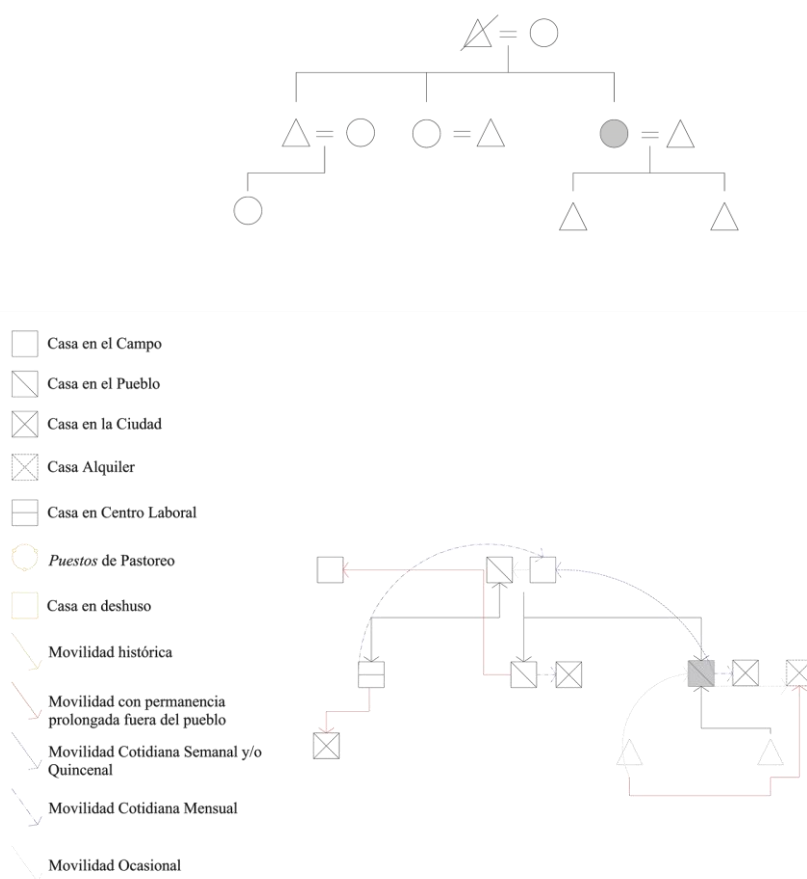 Casa en el Campo
Casa en el Pueblo
Casa en la Ciudad
Casa Alquiler
Casa en Centro Laboral
Puestos de Pastoreo
Casa en deshuso
Movilidad histórica
Movilidad con permanencia
prolongada fuera del pueblo
Movilidad Cotidiana Semanal y/o
Quincenal
Movilidad Cotidiana Mensual
Movilidad Ocasional